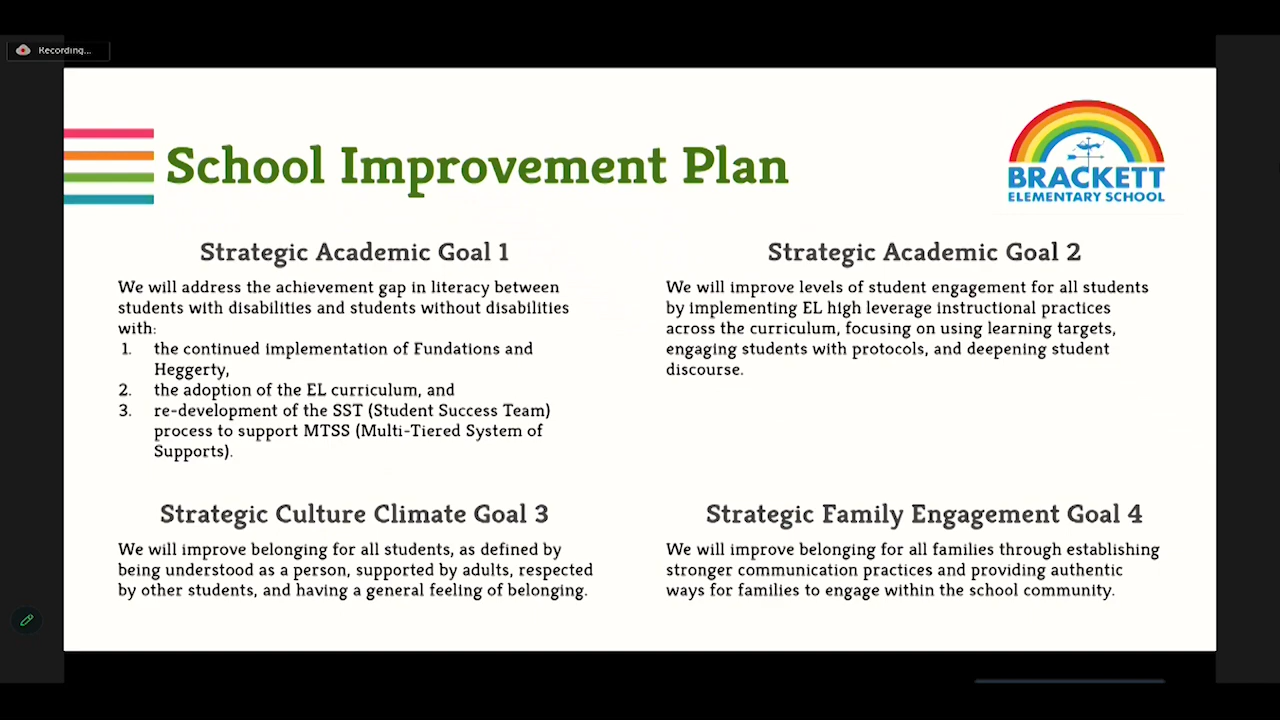 Recording...
School Improvement Plan
BRACKETT
ELEMENTARY SCHOOL
Strategic Academic Goal 1
We will address the achievement gap in literacy between
students with disabilities and students without disabilities
with:
1. the continued implementation of Fundations and
Heggerty,
2. the adoption of the EL curriculum, and
3. re-development of the SST (Student Success Team)
process to support MTSS (Multi-Tiered System of
Supports).
Strategic Academic Goal 2
We will improve levels of student engagement for all students
by implementing EL high leverage instructional practices
across the curriculum, focusing on using learning targets,
engaging students with protocols, and deepening student
discourse.
Strategic Culture Climate Goal 3
We will improve belonging for all students, as defined by
being understood as a person, supported by adults, respected
by other students, and having a general feeling of belonging.
Strategic Family Engagement Goal 4
We will improve belonging for all families through establishing
stronger communication practices and providing authentic
ways for families to engage within the school community.